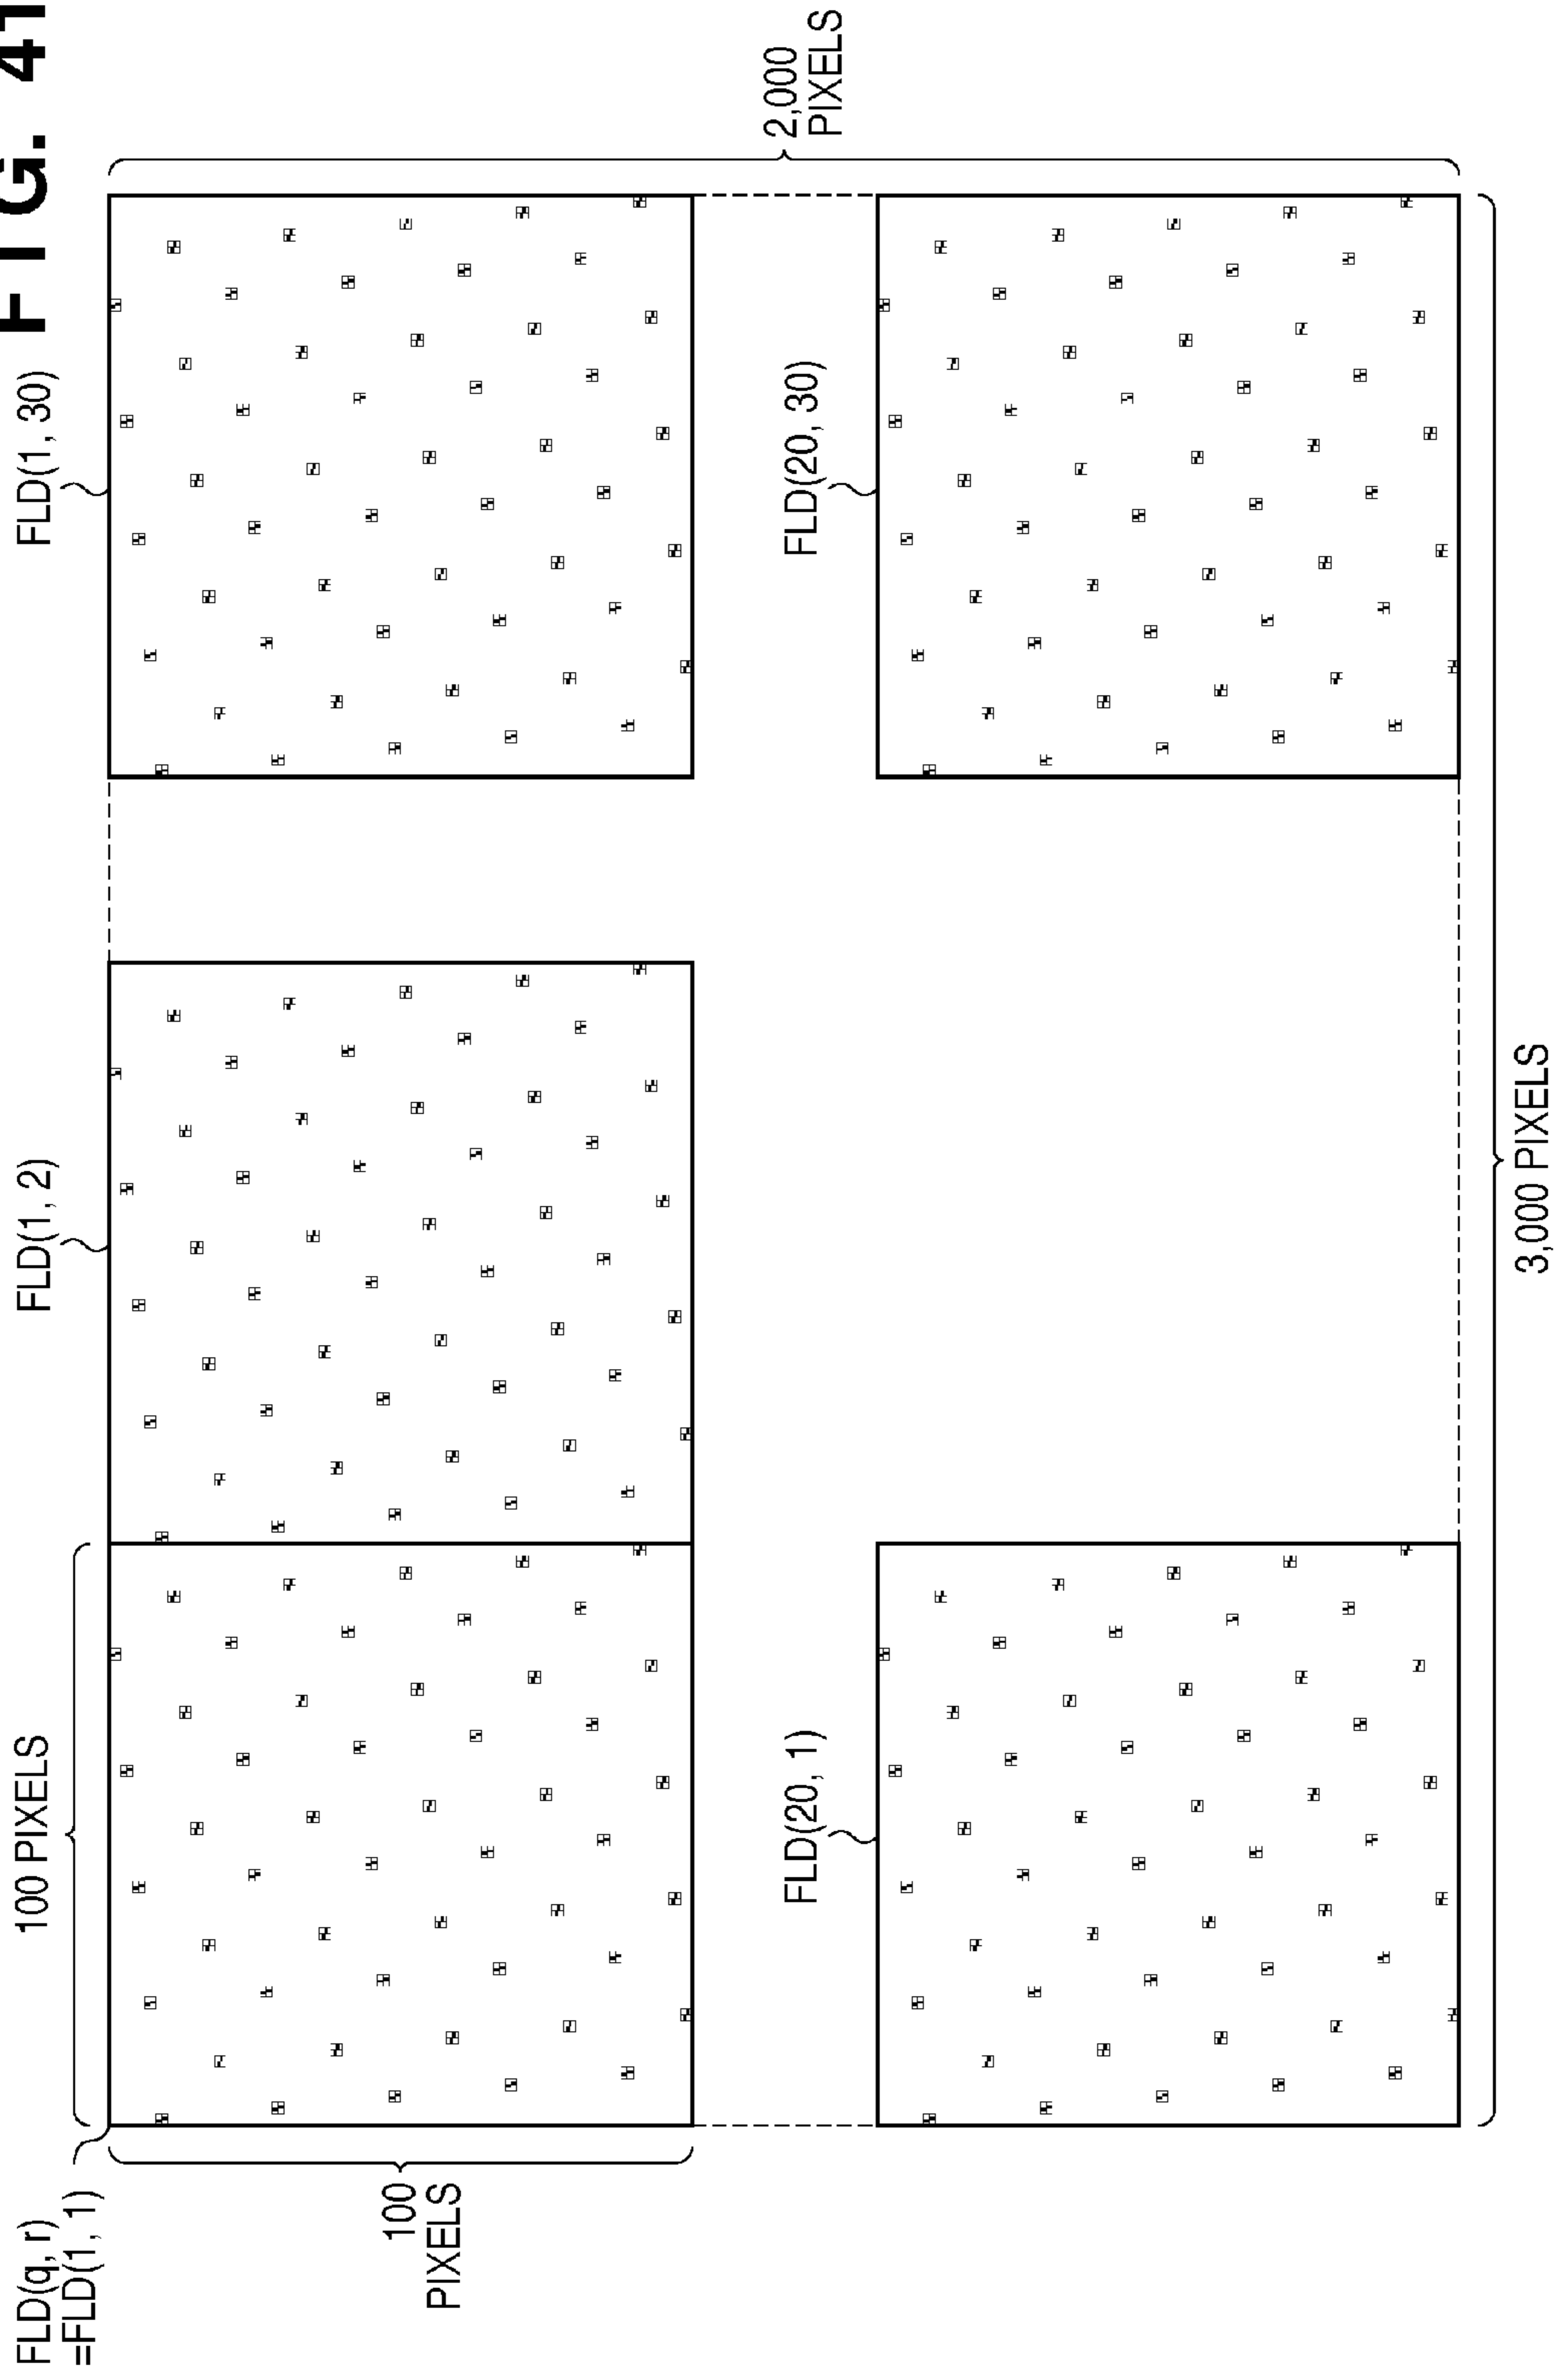 FIG. 41
FLD(q, r)
=FLD(1, 1)
100 PIXELS
FLD(1, 2)
FLD(1, 30)
100
PIXELS
FLD(20, 1)
FLD(20, 30)
2,000
PIXELS
3,000 PIXELS